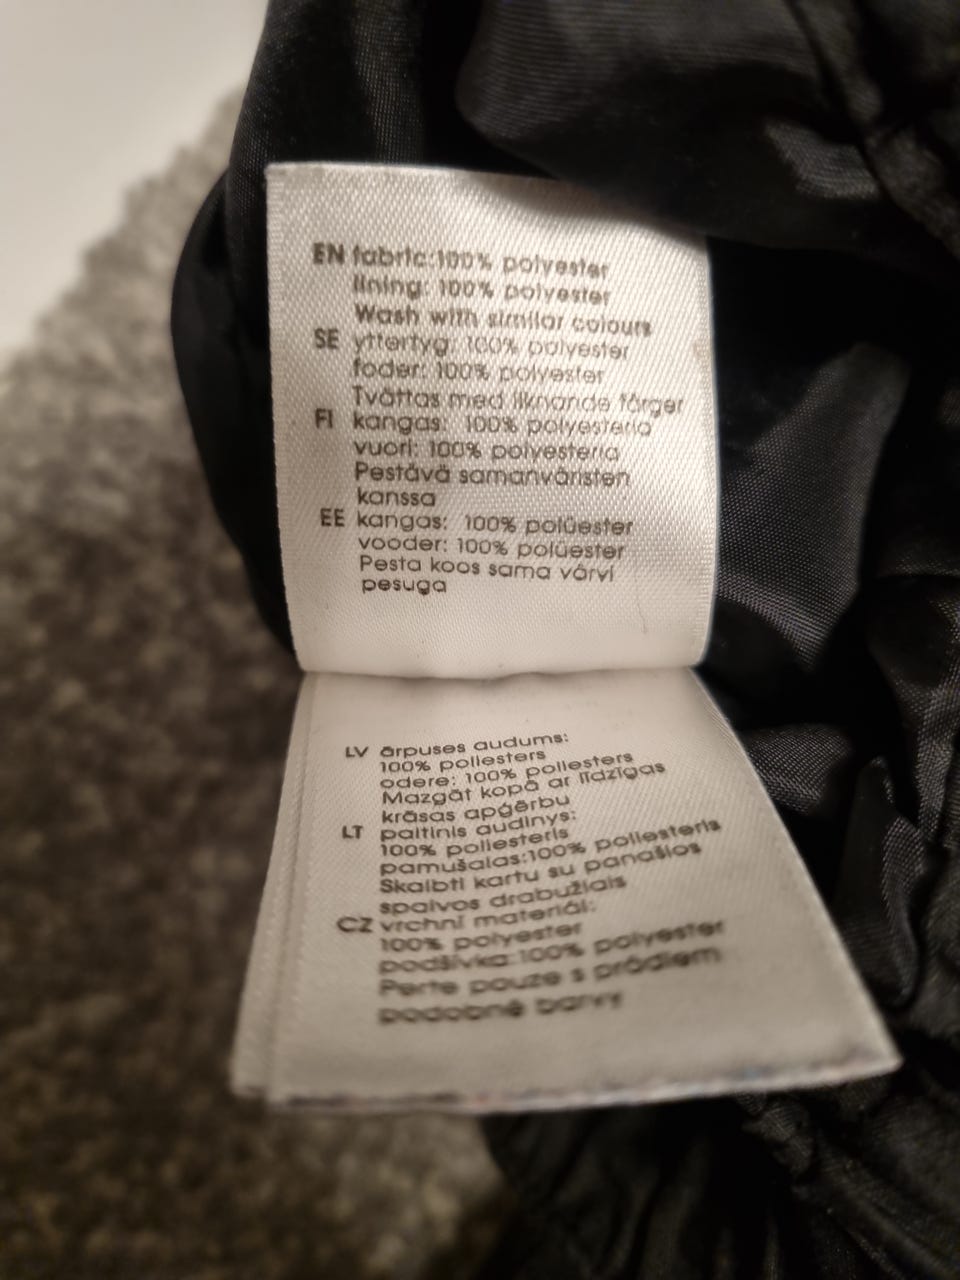 EN fabric:100% polyester
lining: 100% polyester
Wash with similar colours
SE yttertyg: 100% polyester
foder: 100% polyester
Tvättas med liknande färger
FI kangas: 100% polyesteria
vuori: 100% polyesteria
Pestävä samanväristen
kanssa
EE kangas: 100% polüester
vooder: 100% polüester
Pesta koos sama värvi
pesuga
LV ārpuses audums:
100% poliesters
odere: 100% poliesters
Mazgāt kopā ar līdzīgas
krāsas apģērbu
LT paltinis audinys:
100% poliesteris
pamušalas:100% poliesteris
Skalbti kartu su panašios
spalvos drabužiais
CZ vrchní materiál:
100% polyester
podšívka:100% polyester
Perte pouze s prádlem
podobné barvy